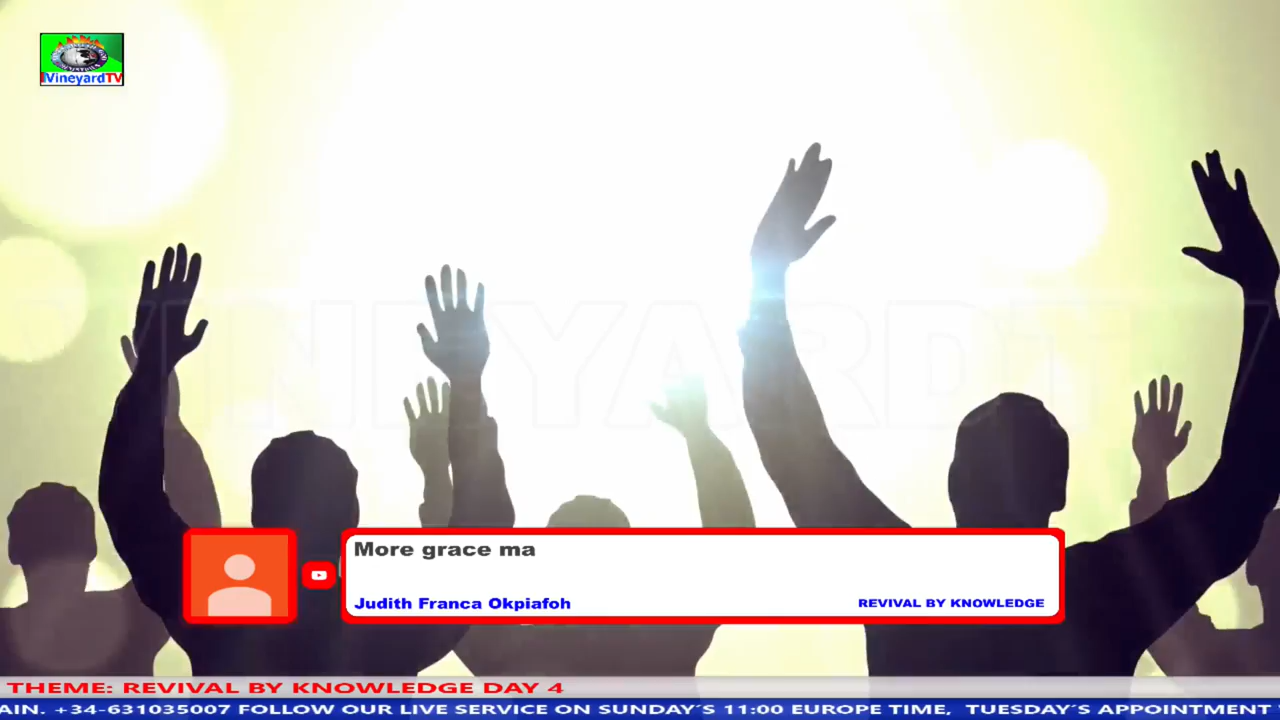 VineyardTV
VINEYARDTV
More grace ma
Judith Franca Okpiafoh
REVIVAL BY KNOWLEDGE
THEME: REVIVAL BY KNOWLEDGE DAY 4
AIN. +34-631035007 FOLLOW OUR LIVE SERVICE ON SUNDAY´S 11:00 EUROPE TIME, TUESDAY´S APPOINTMENT